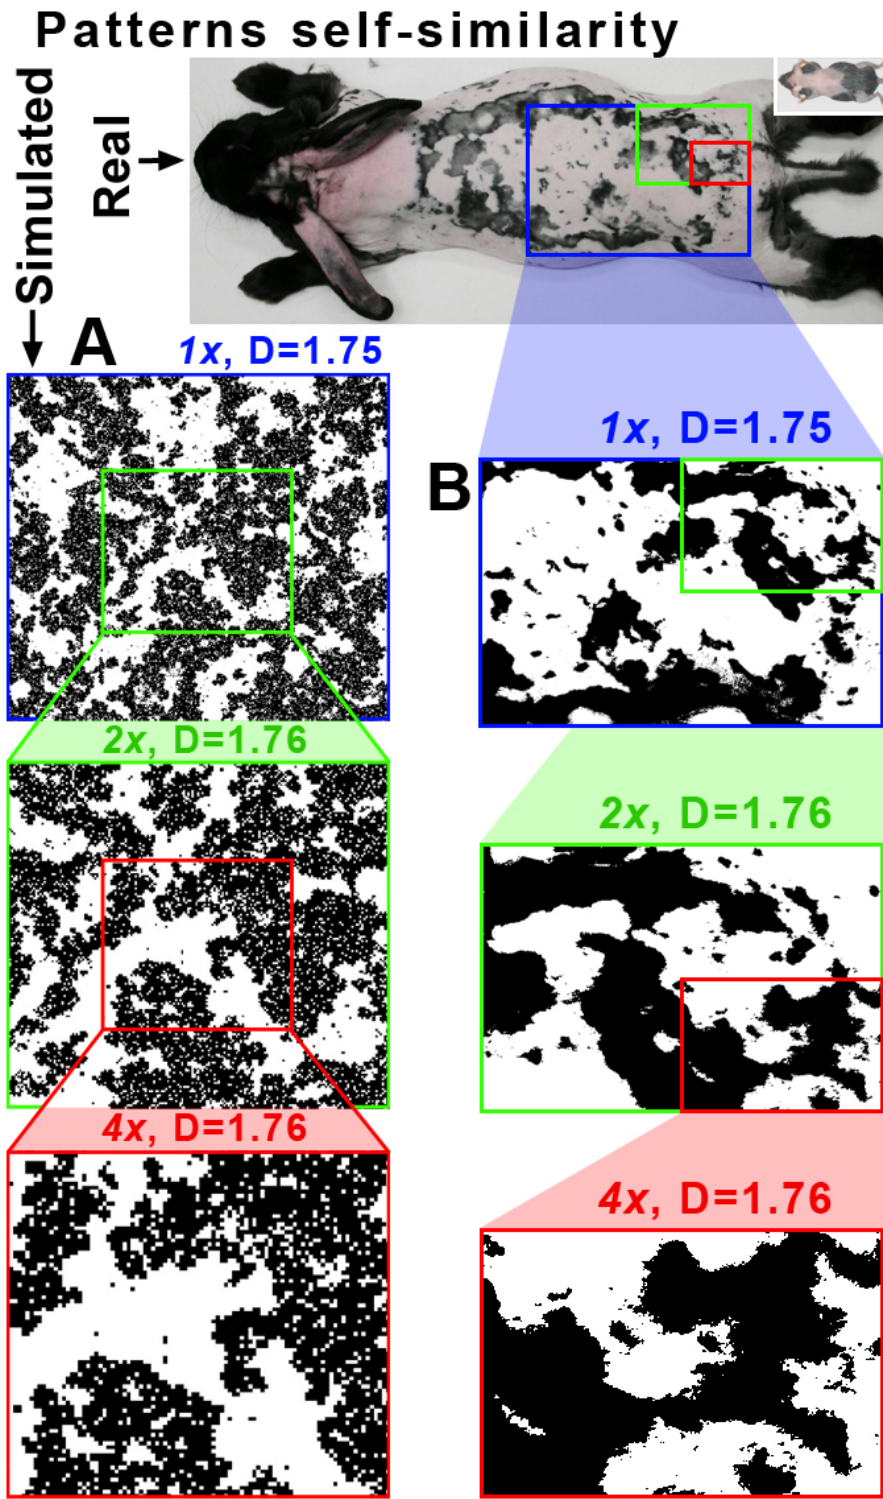 Patterns self-similarity
Simulated
Real
A
1x, D=1.75
1x, D=1.75
B
2x, D=1.76
2x, D=1.76
4x, D=1.76
4x, D=1.76